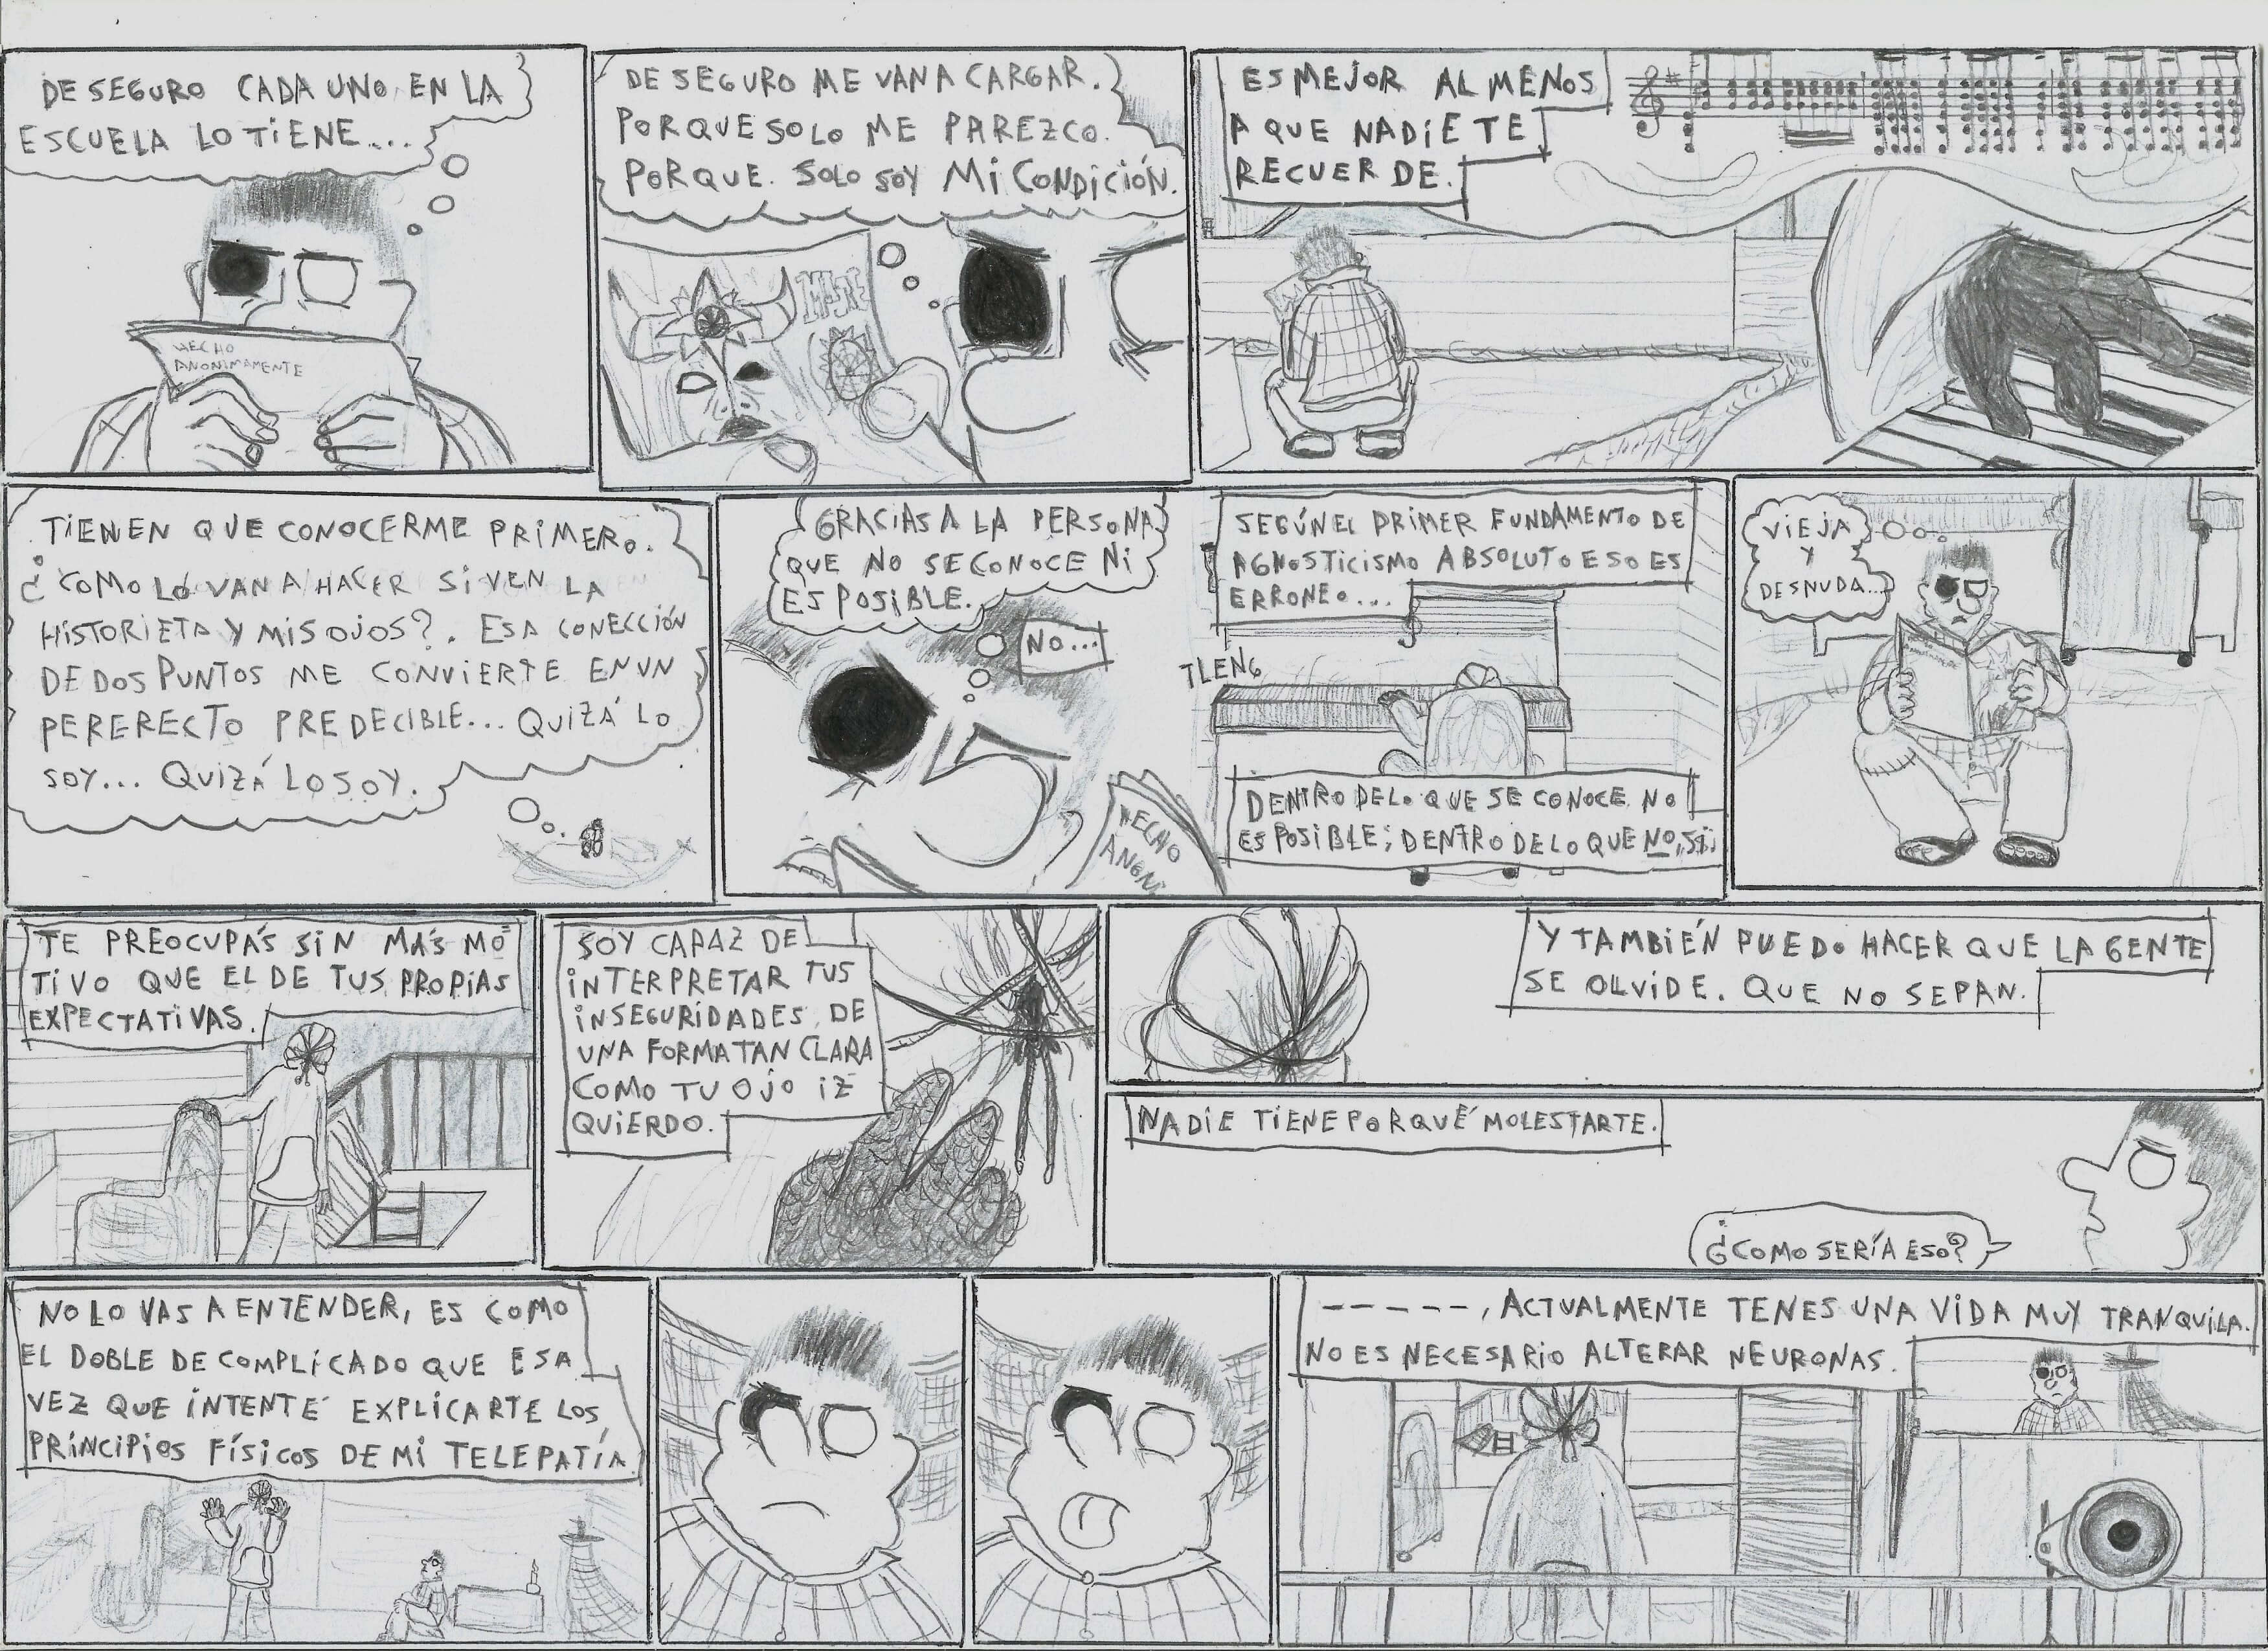 DE SEGURO CADA UNO EN LA
ESCUELA LO TIENE....
HECHO
ANONIMAMENTE
DE SEGURO ME VAN A CARGAR.
PORQUE SOLO ME PAREZCO.
PORQUE. SOLO SOY MI CONDICIÓN.
ES MEJOR AL MENOS
A QUE NADIE TE
RECUERDE.
TIENEN QUE CONOCERME PRIMERO.
¿COMO LO VAN A HACER SI VEN LA
HISTORIETA Y MIS OJOS?. ESA CONECCIÓN
DE DOS PUNTOS ME CONVIERTE EN UN
PERERECTO PREDECIBLE... QUIZÁ LO
SOY... QUIZÁ LO SOY.
GRACIAS A LA PERSONA
QUE NO SE CONOCE NI
ES POSIBLE.
NO...
HECHO
ANONI
SEGÚN EL PRIMER FUNDAMENTO DE
AGNOSTICISMO ABSOLUTO ESO ES
ERRONEO...
TLENG
DENTRO DE LO QUE SE CONOCE NO
ES POSIBLE; DENTRO DE LO QUE NO, SÍ.
VIEJA
Y
DESNUDA...
TE PREOCUPÁS SIN MÁS MO
TIVO QUE EL DE TUS PROPIAS
EXPECTATIVAS.
SOY CAPAZ DE
INTERPRETAR TUS
INSEGURIDADES DE
UNA FORMA TAN CLARA
COMO TU OJO IZ
QUIERDO.
Y TAMBIÉN PUEDO HACER QUE LA GENTE
SE OLVIDE. QUE NO SEPAN.
NADIE TIENE PORQUÉ MOLESTARTE.
¿COMO SERÍA ESO?
NO LO VAS A ENTENDER, ES COMO
EL DOBLE DE COMPLICADO QUE ESA
VEZ QUE INTENTÉ EXPLICARTE LOS
PRINCIPIOS FÍSICOS DE MI TELEPATÍA.
-----, ACTUALMENTE TENES UNA VIDA MUY TRANQUILA.
NO ES NECESARIO ALTERAR NEURONAS.